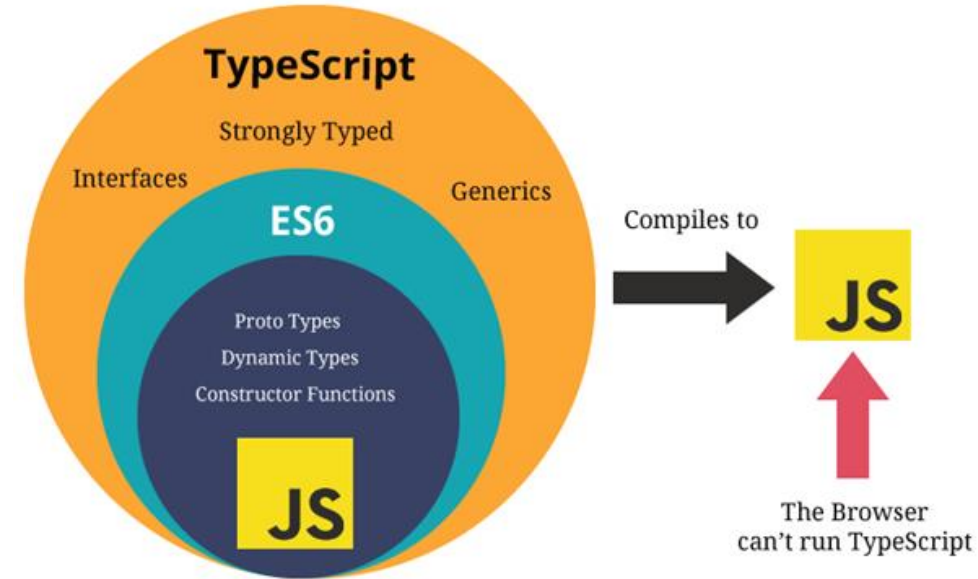 TypeScript
Strongly Typed
Interfaces
Generics
ES6
Proto Types
Dynamic Types
Constructor Functions
JS
Compiles to
JS
The Browser
can’t run TypeScript